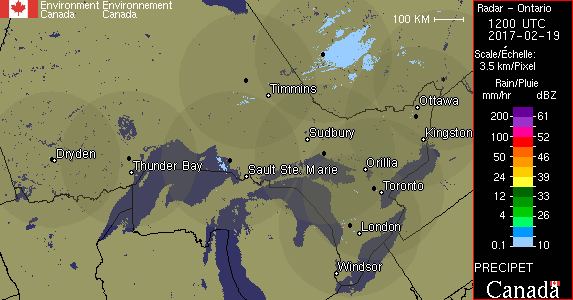 Environment Environnement
Canada Canada
100 KM
Timmins
Ottawa
Sudbury
Kingston
Dryden
Thunder Bay
Sault Ste. Marie
Orillia
Toronto
London
Windsor
Radar - Ontario
1200 UTC
2017-02-19
Scale/Échelle:
3.5 km/Pixel
Rain/Pluie
mm/hr dBZ
200 61
100 52
50 46
24 39
12 33
4 26
0.1 10
PRECIPET
Canada